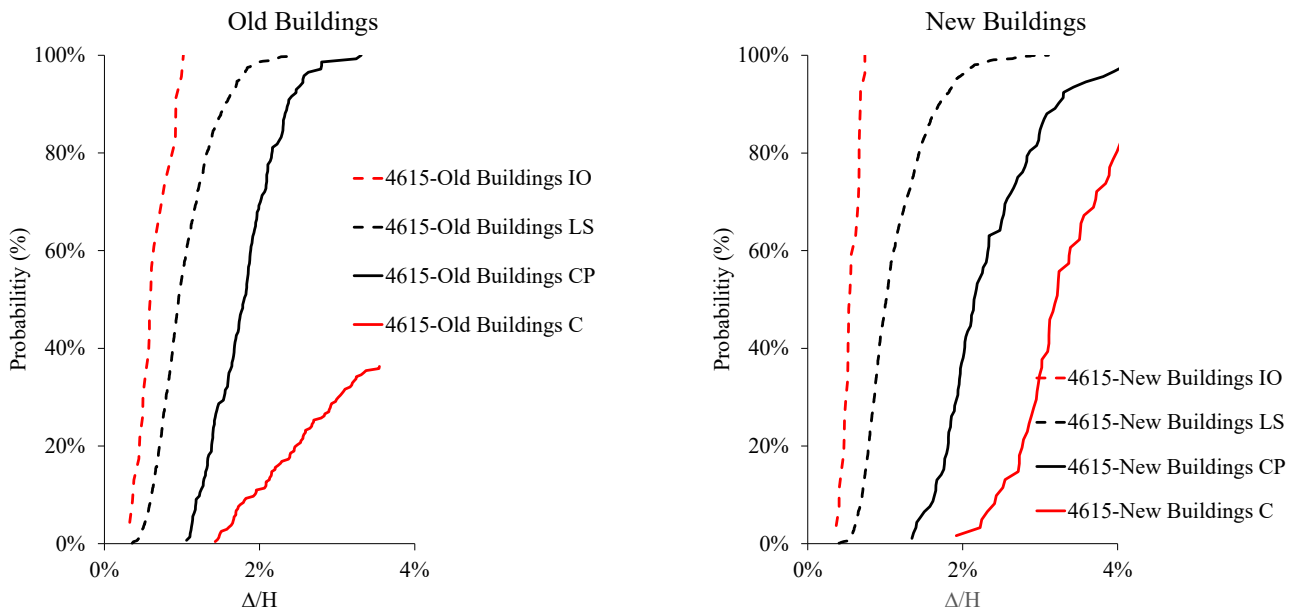 Old Buildings
100%
80%
60%
40%
20%
0%
Probabilitiy (%)
0%
2%
4%
Δ/H
4615-Old Buildings IO
4615-Old Buildings LS
4615-Old Buildings CP
4615-Old Buildings C
New Buildings
100%
80%
60%
40%
20%
0%
Probabilitiy (%)
0%
2%
4%
Δ/H
4615-New Buildings IO
4615-New Buildings LS
4615-New Buildings CP
4615-New Buildings C